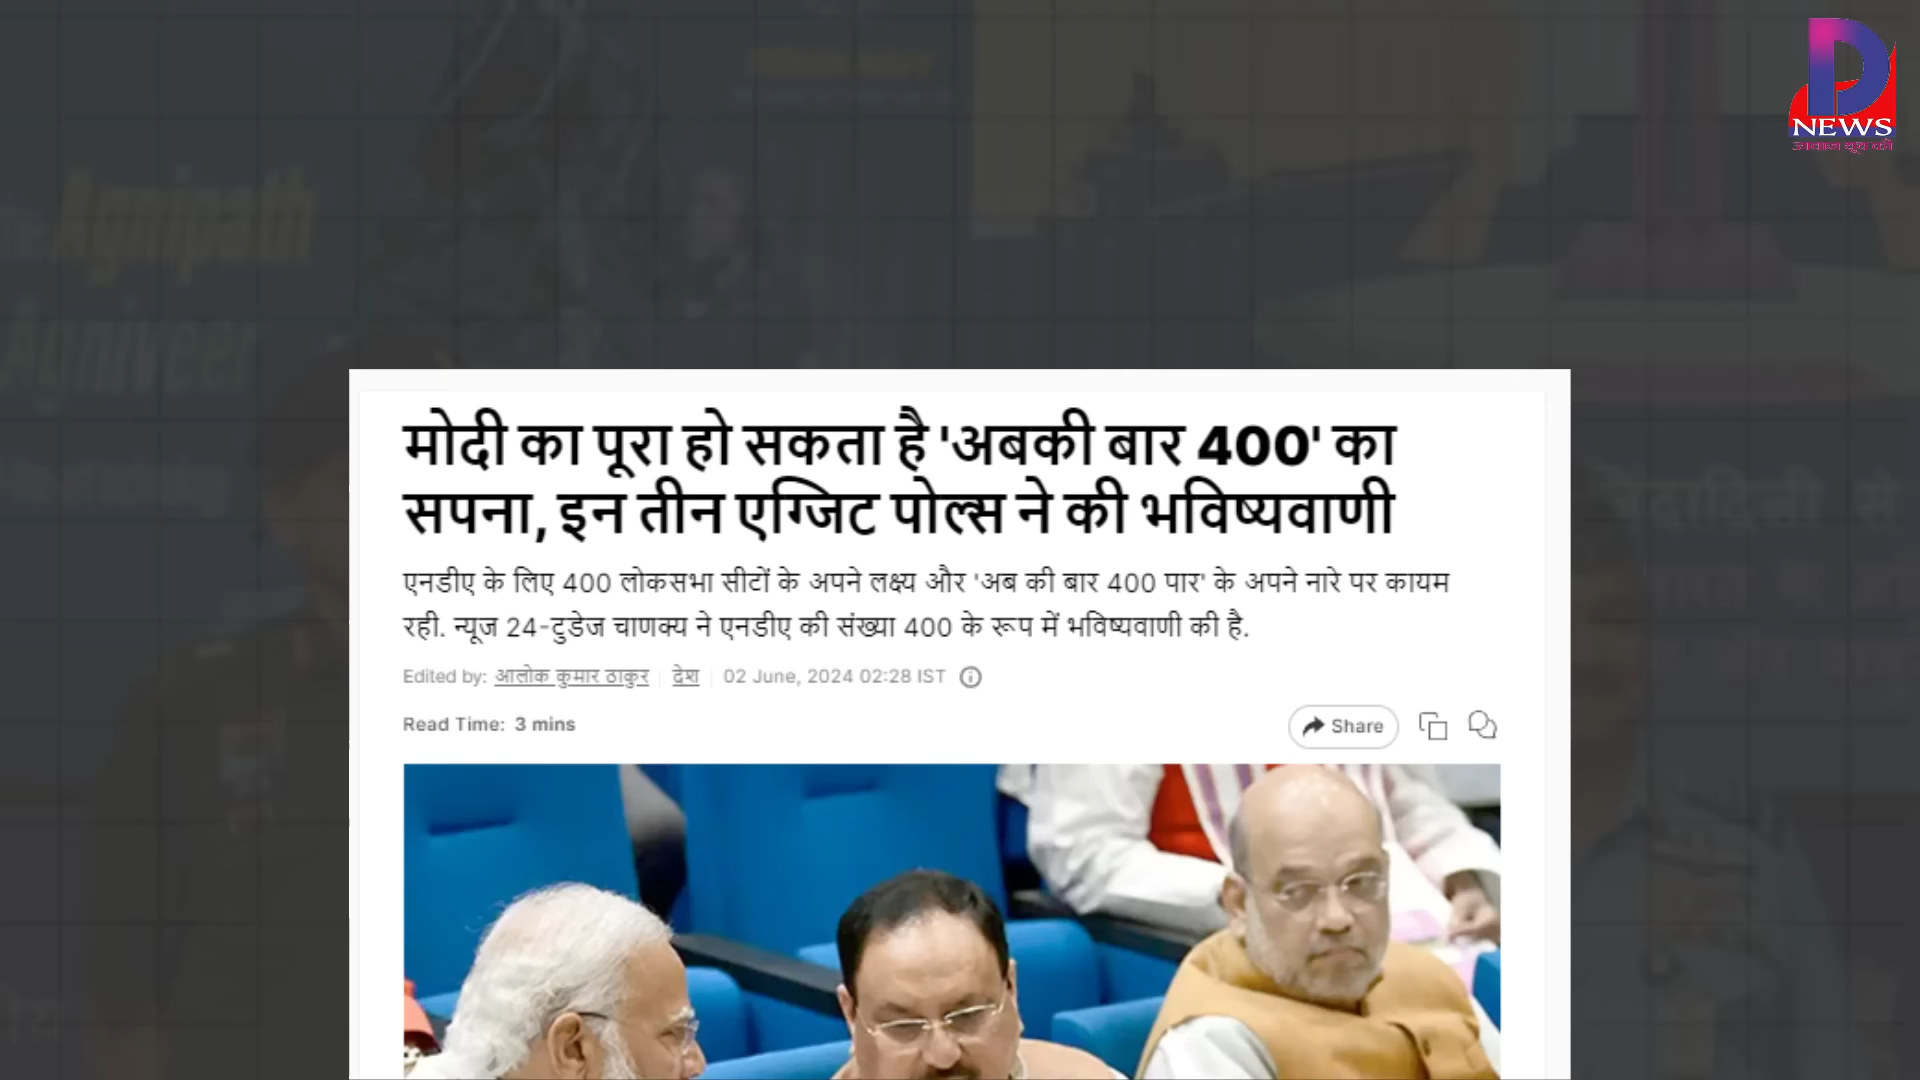 NEWS
Agnipath
Agniveer
मोदी का पूरा हो सकता है 'अबकी बार 400' का
सपना, इन तीन एग्जिट पोल्स ने की भविष्यवाणी
एनडीए के लिए 400 लोकसभा सीटों के अपने लक्ष्य और 'अब की बार 400 पार' के अपने नारे पर कायम
रही. न्यूज 24-टुडेज चाणक्य ने एनडीए की संख्या 400 के रूप में भविष्यवाणी की है.
Edited by: आलोक कुमार ठाकुर देश 02 June, 2024 02:28 IST
Read Time: 3 mins
Share